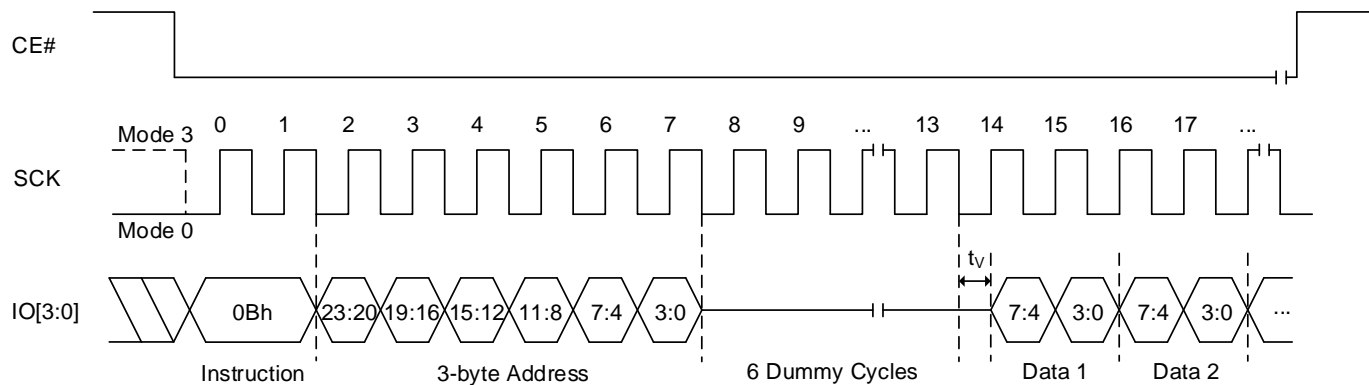 CE#
Mode 3 0 1 2 3 4 5 6 7 8 9 ... 13 14 15 16 17 ...
SCK
Mode 0
tV
IO[3:0] 0Bh 23:20 19:16 15:12 11:8 7:4 3:0 7:4 3:0 7:4 3:0 ...
Instruction 3-byte Address 6 Dummy Cycles Data 1 Data 2